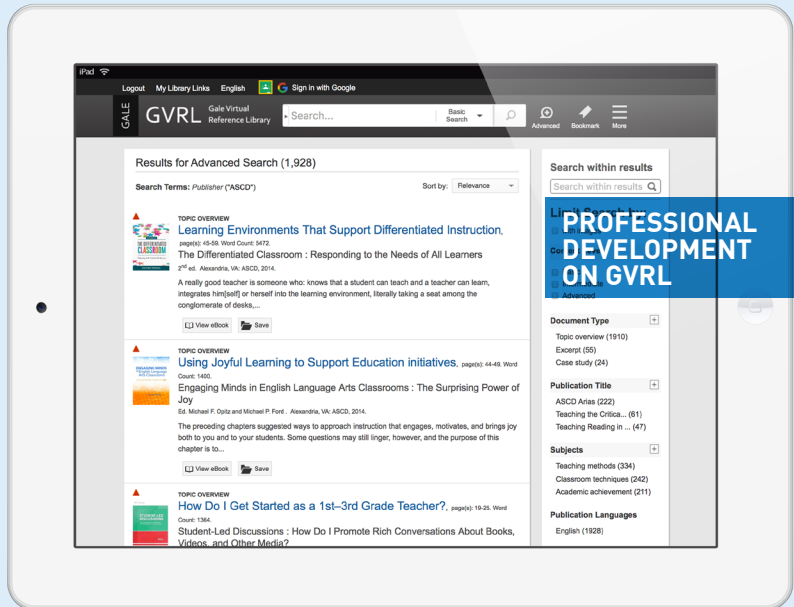 iPad
Logout My Library Links English Sign in with Google
GALE
GVRL Gale Virtual Reference Library
Search...
Basic Search
Advanced Bookmark More
Results for Advanced Search (1,928)
Search Terms: Publisher ("ASCD")
Sort by: Relevance
TOPIC OVERVIEW
Learning Environments That Support Differentiated Instruction,
page(s): 45-59. Word Count: 5472.
The Differentiated Classroom : Responding to the Needs of All Learners
2nd ed. Alexandria, VA: ASCD, 2014.
A really good teacher is someone who: knows that a student can teach and a teacher can learn,
integrates him[self] or herself into the learning environment, literally taking a seat among the
conglomerate of desks,...
View eBook Save
TOPIC OVERVIEW
Using Joyful Learning to Support Education initiatives, page(s): 44-49. Word
Count: 1400.
Engaging Minds in English Language Arts Classrooms : The Surprising Power of
Joy
Ed. Michael F. Opitz and Michael P. Ford . Alexandria, VA: ASCD, 2014.
The preceding chapters suggested ways to approach instruction that engages, motivates, and brings joy
both to you and to your students. Some questions may still linger, however, and the purpose of this
chapter is to...
View eBook Save
TOPIC OVERVIEW
How Do I Get Started as a 1st–3rd Grade Teacher?, page(s): 19-25. Word
Count: 1364.
Student-Led Discussions : How Do I Promote Rich Conversations About Books,
Videos, and Other Media?
Search within results
Search within results
Limit Search by:
PROFESSIONAL
DEVELOPMENT
ON GVRL
Advanced
Document Type
Topic overview (1910)
Excerpt (55)
Case study (24)
Publication Title
ASCD Arias (222)
Teaching the Critica... (61)
Teaching Reading in ... (47)
Subjects
Teaching methods (334)
Classroom techniques (242)
Academic achievement (211)
Publication Languages
English (1928)